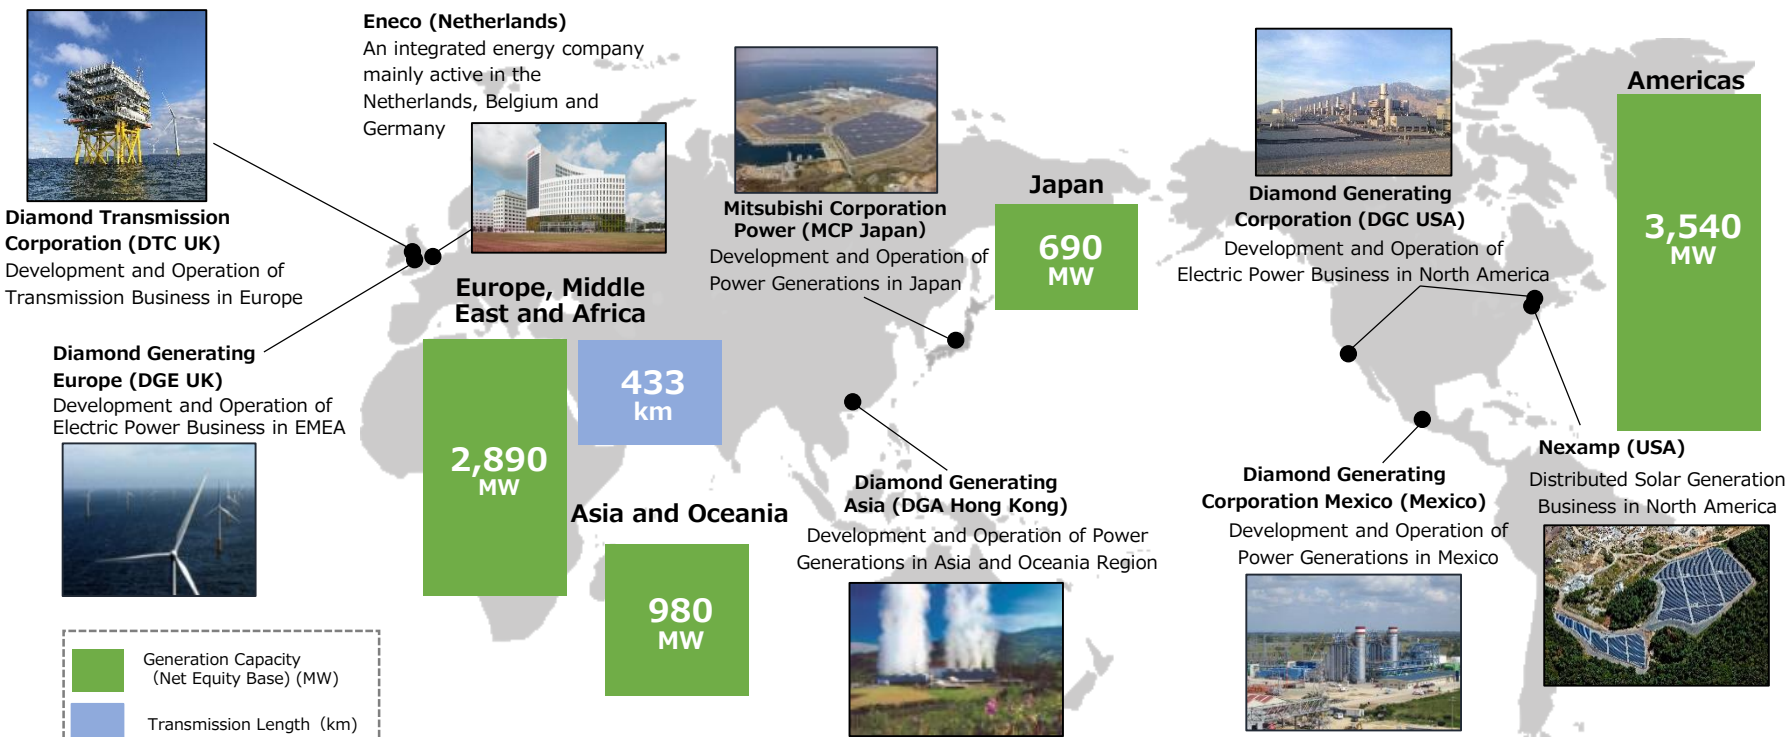 Eneco (Netherlands)
An integrated energy company
mainly active in the
Netherlands, Belgium and
Germany
Diamond Transmission
Corporation (DTC UK)
Development and Operation of
Transmission Business in Europe
Diamond Generating
Europe (DGE UK)
Development and Operation of
Electric Power Business in EMEA
Europe, Middle
East and Africa
2,890
MW
433
km
Mitsubishi Corporation
Power (MCP Japan）
Development and Operation of
Power Generations in Japan
Japan
690
MW
Asia and Oceania
980
MW
Diamond Generating
Asia (DGA Hong Kong)
Development and Operation of Power
Generations in Asia and Oceania Region
Diamond Generating
Corporation (DGC USA)
Development and Operation of
Electric Power Business in North America
Americas
3,540
MW
Diamond Generating
Corporation Mexico (Mexico)
Development and Operation of
Power Generations in Mexico
Nexamp (USA)
Distributed Solar Generation
Business in North America
Generation Capacity
（Net Equity Base) (MW)
Transmission Length（km）